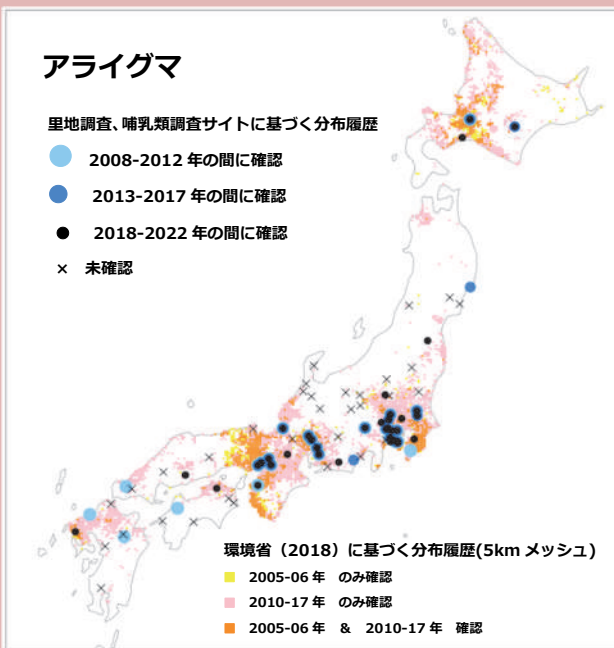 アライグマ
里地調査、哺乳類調査サイトに基づく分布履歴
2008-2012 年の間に確認
2013-2017 年の間に確認
2018-2022 年の間に確認
× 未確認
環境省（2018）に基づく分布履歴(5km メッシュ)
2005-06 年 のみ確認
2010-17 年 のみ確認
2005-06 年 & 2010-17 年 確認